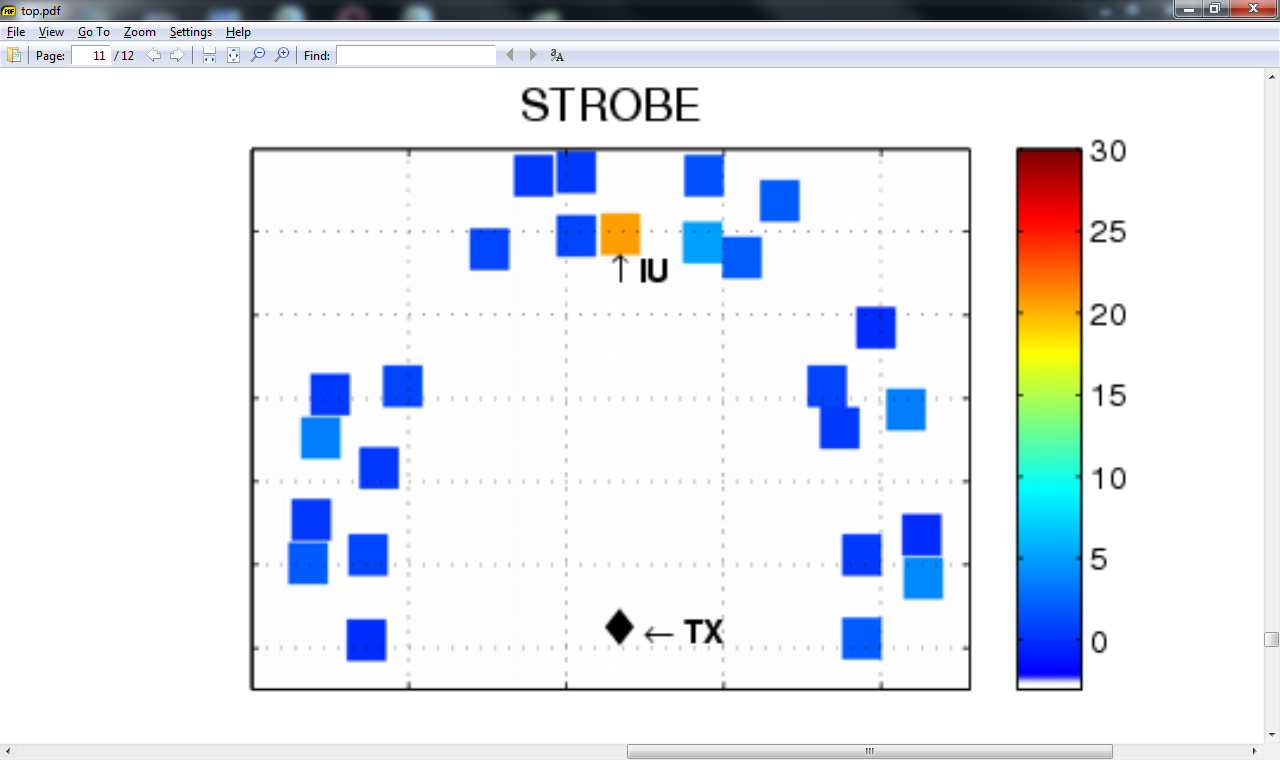 top.pdf
File View Go To Zoom Settings Help
Page: 11 / 12 Find:
STROBE
30
25
IU
20
15
10
5
TX
0